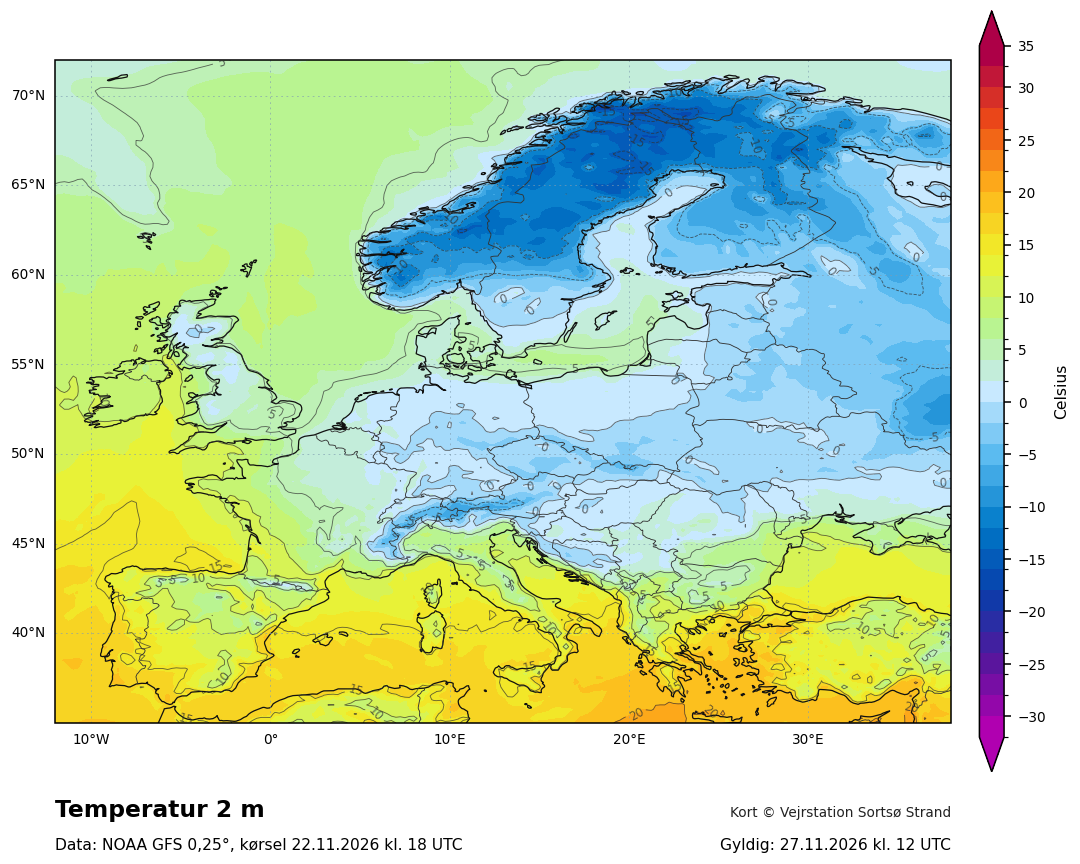 70°N
65°N
60°N
55°N
50°N
45°N
40°N
10°W
0°
10°E
20°E
30°E
35
30
25
20
15
10
5
0
−5
−10
−15
−20
−25
−30
Celsius
Temperatur 2 m
Kort © Vejrstation Sortsø Strand
Data: NOAA GFS 0,25°, kørsel 22.11.2026 kl. 18 UTC
Gyldig: 27.11.2026 kl. 12 UTC